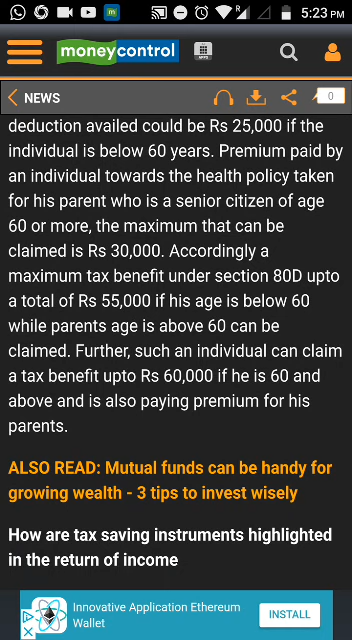 5:23 PM
moneycontrol
APPS
NEWS
0
deduction availed could be Rs 25,000 if the
individual is below 60 years. Premium paid by
an individual towards the health policy taken
for his parent who is a senior citizen of age
60 or more, the maximum that can be
claimed is Rs 30,000. Accordingly a
maximum tax benefit under section 80D upto
a total of Rs 55,000 if his age is below 60
while parents age is above 60 can be
claimed. Further, such an individual can claim
a tax benefit upto Rs 60,000 if he is 60 and
above and is also paying premium for his
parents.
ALSO READ: Mutual funds can be handy for
growing wealth - 3 tips to invest wisely
How are tax saving instruments highlighted
in the return of income
Innovative Application Ethereum
Wallet
INSTALL